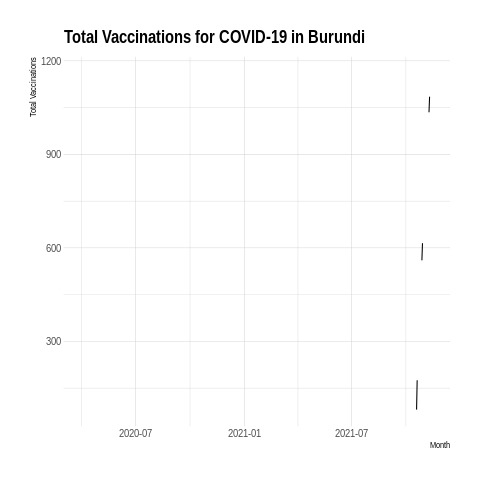 Total Vaccinations for COVID-19 in Burundi
Total Vaccinations
1200
900
600
300
2020-07 2021-01 2021-07
Month